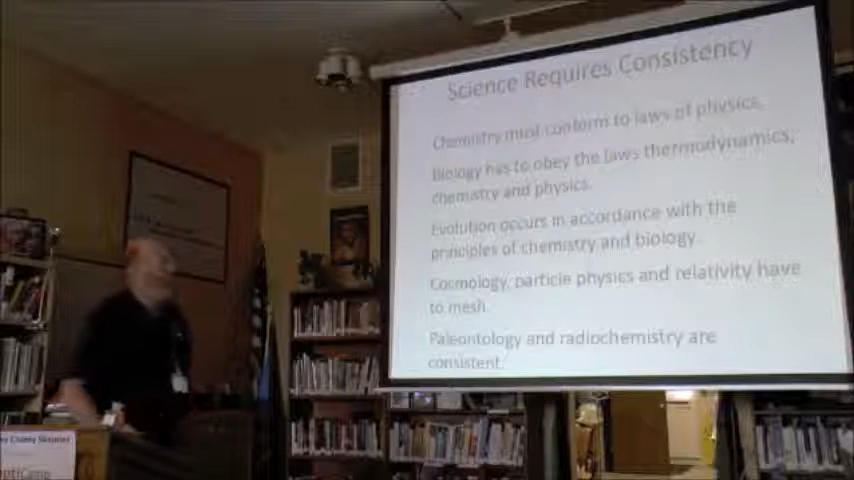 Science Requires Consistency
Chemistry must conform to laws of physics.
Biology has to obey the laws thermodynamics,
chemistry and physics.
Evolution occurs in accordance with the
principles of chemistry and biology.
Cosmology, particle physics and relativity have
to mesh.
Paleontology and radiochemistry are
consistent.